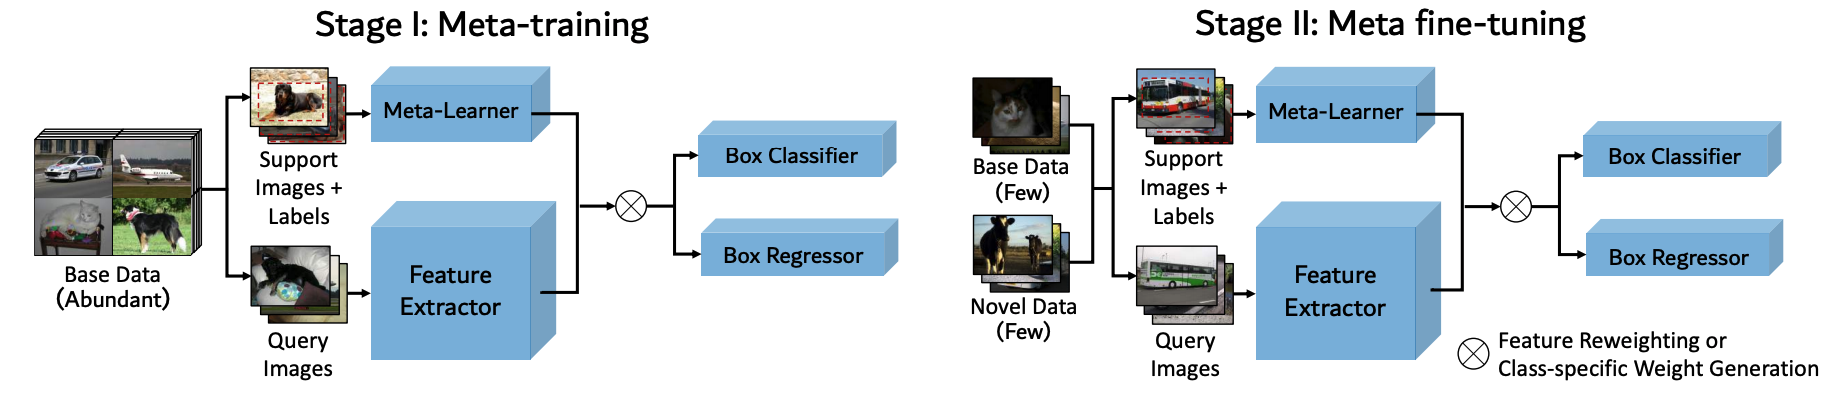 Stage I: Meta-training
Support
Images +
Labels
Meta-Learner
Base Data
(Abundant)
Query
Images
Feature
Extractor
Box Classifier
Box Regressor
Stage II: Meta fine-tuning
Base Data
(Few)
Novel Data
(Few)
Support
Images +
Labels
Meta-Learner
Query
Images
Feature
Extractor
Box Classifier
Box Regressor
Feature Reweighting or
Class-specific Weight Generation